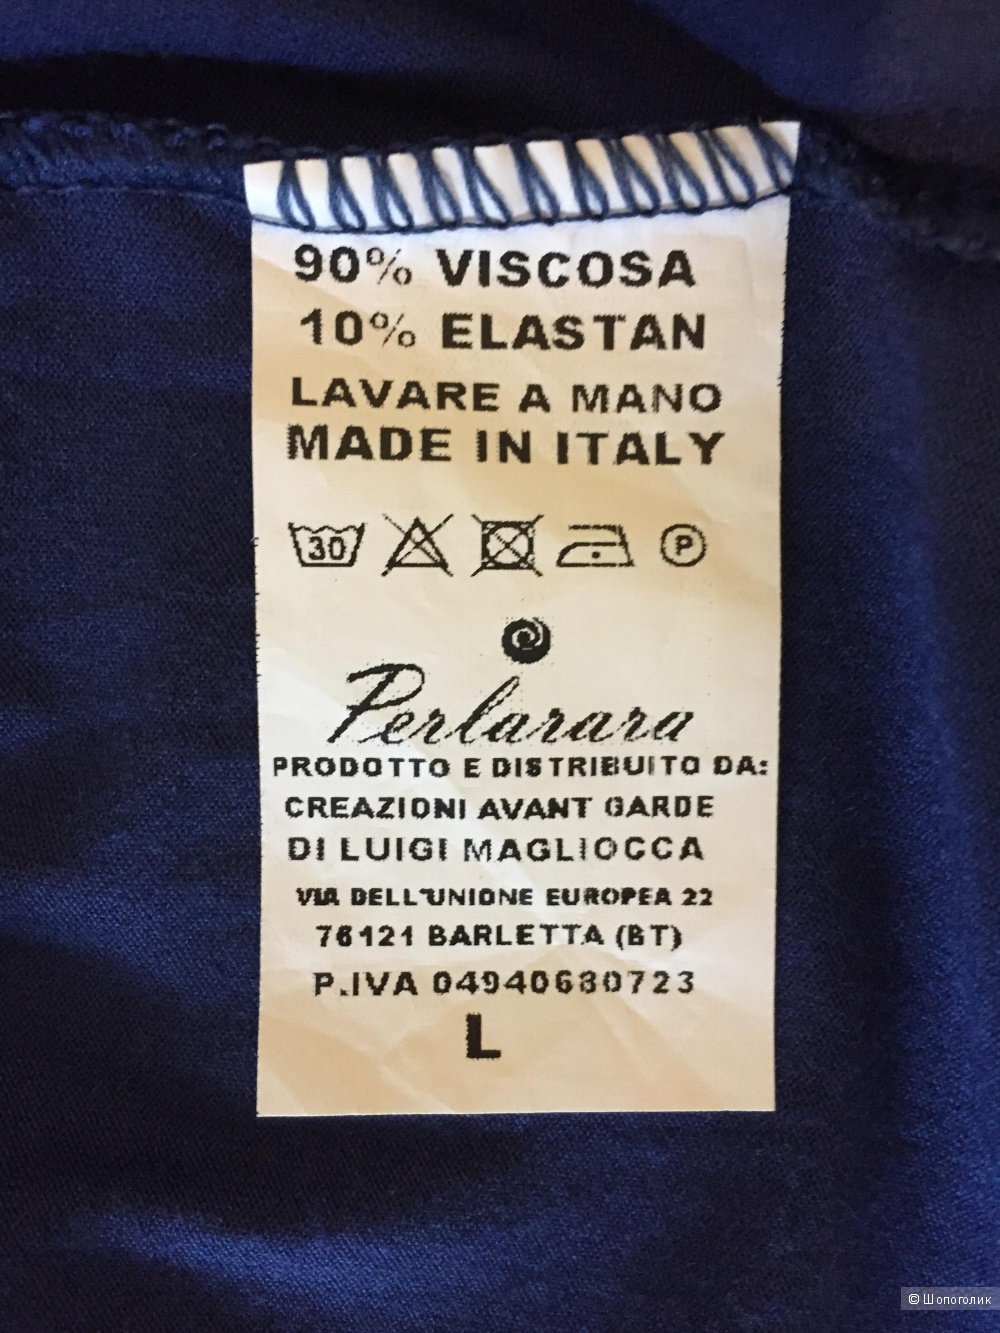 90% VISCOSA
10% ELASTAN
LAVARE A MANO
MADE IN ITALY
30 P
Perlarara
PRODOTTO E DISTRIBUITO DA:
CREAZIONI AVANT GARDE
DI LUIGI MAGLIOCCA
VIA DELL'UNIONE EUROPEA 22
76121 BARLETTA (BT)
P.IVA 04940680723
L
© Шопоголик